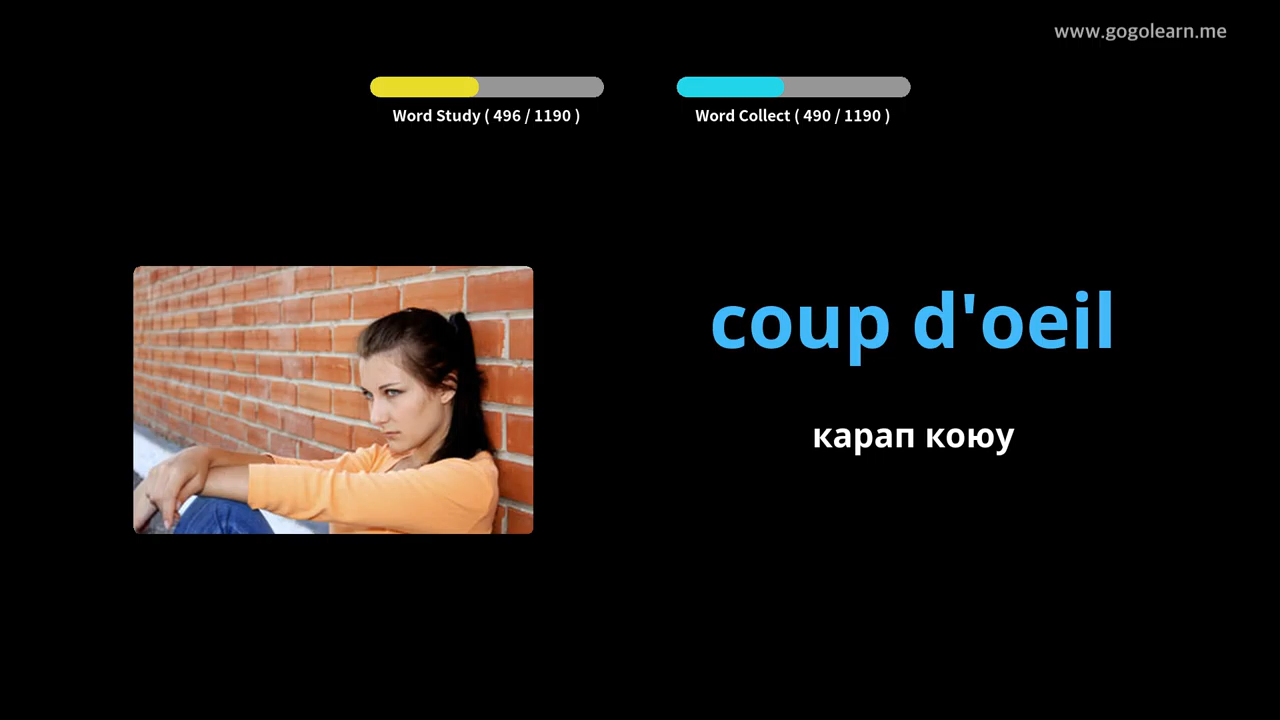 www.gogolearn.me
Word Study ( 496 / 1190 )
Word Collect ( 490 / 1190 )
coup d'oeil
карап коюу